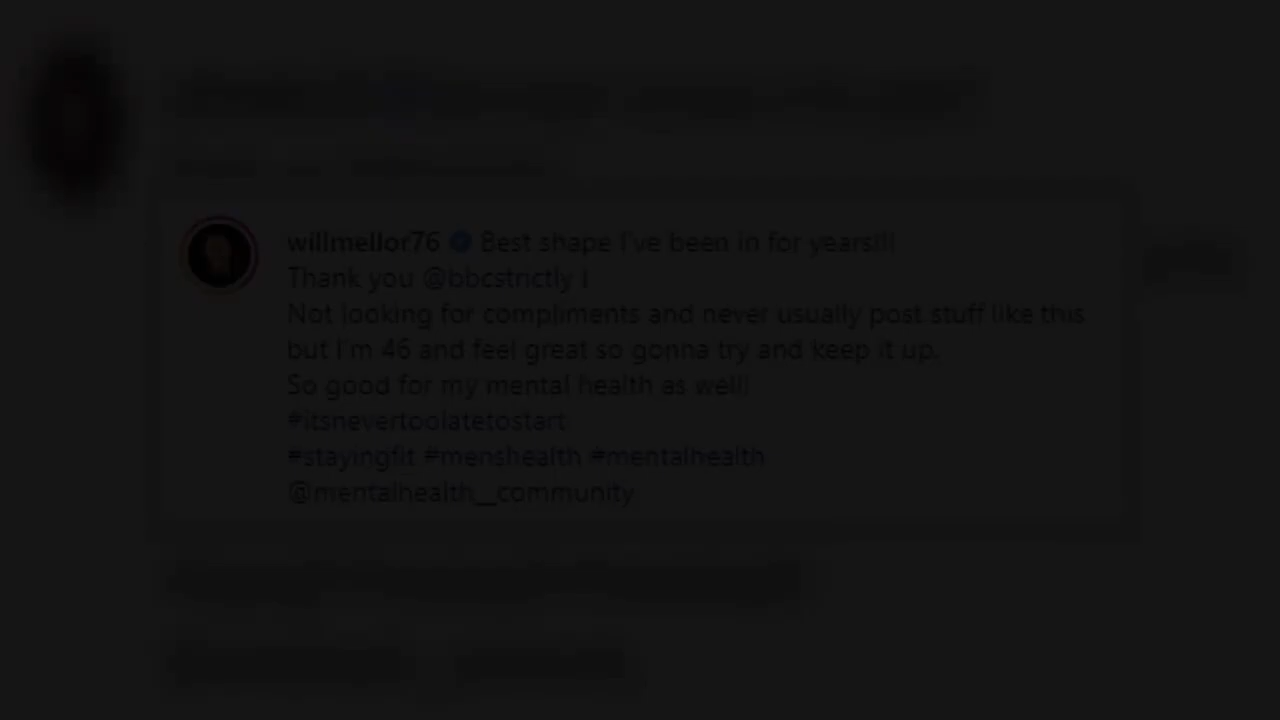 willmellor76 Best shape I've been in for years!!!
Thank you @bbcstrictly !
Not looking for compliments and never usually post stuff like this
but I'm 46 and feel great so gonna try and keep it up.
So good for my mental health as well!
#itsnevertoolatetostart
#stayingfit #menshealth #mentalhealth
@mentalhealth__community